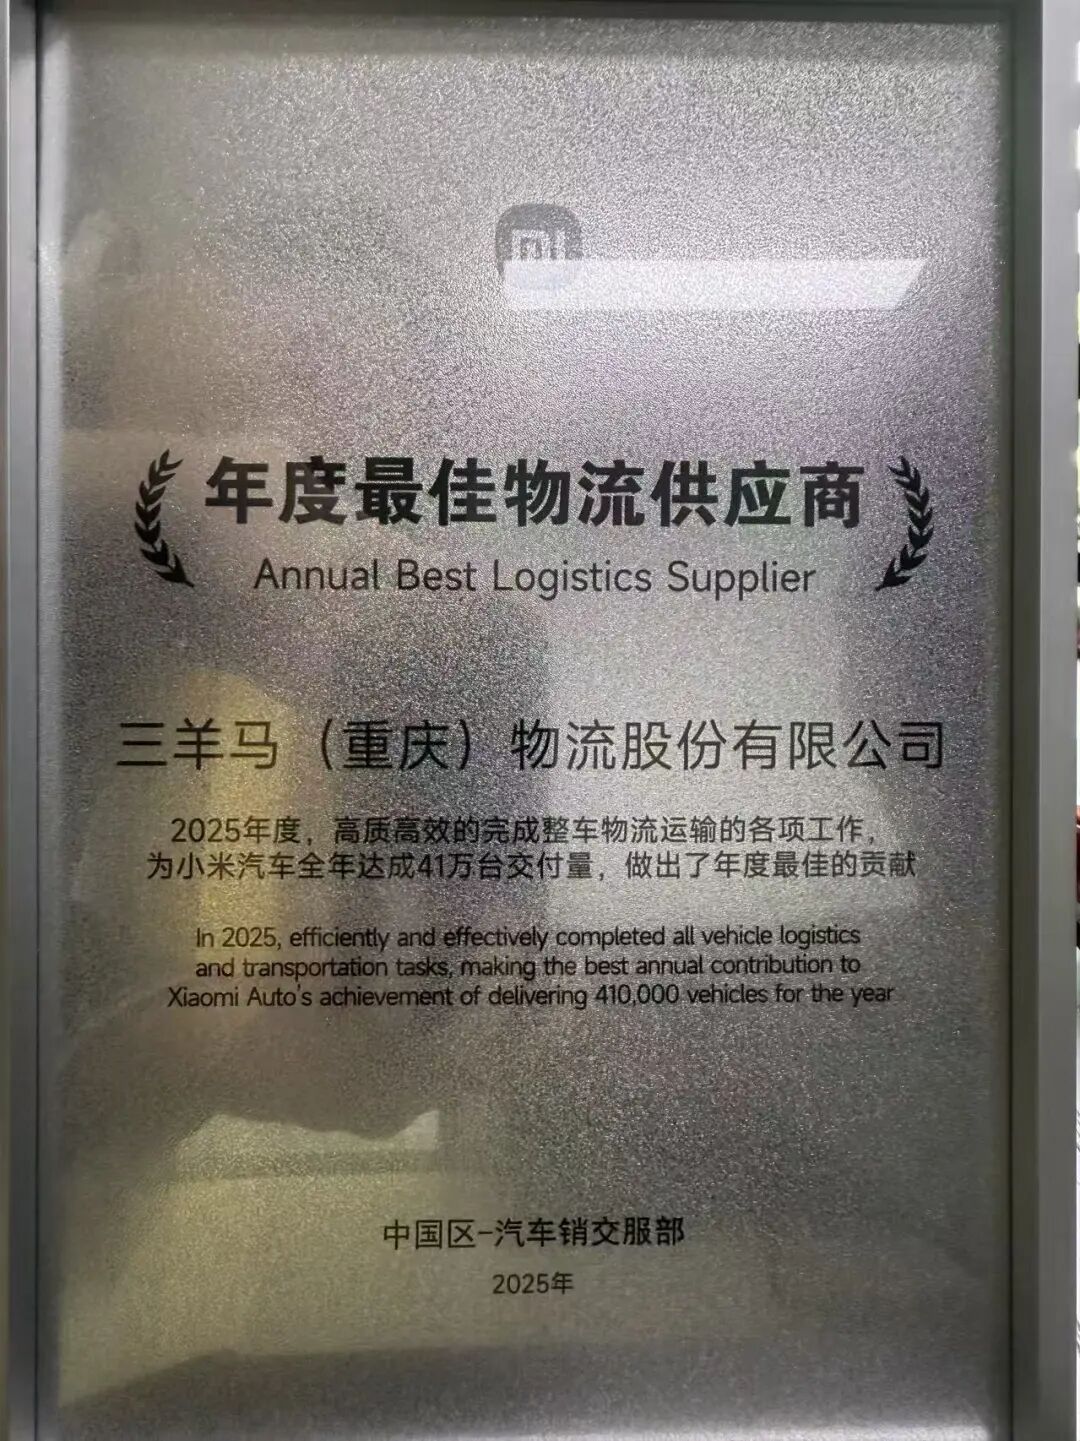 mi
年度最佳物流供应商
Annual Best Logistics Supplier
三羊马（重庆）物流股份有限公司
2025年度，高质高效的完成整车物流运输的各项工作，
为小米汽车全年达成41万台交付量，做出了年度最佳的贡献
In 2025, efficiently and effectively completed all vehicle logistics
and transportation tasks, making the best annual contribution to
Xiaomi Auto's achievement of delivering 410,000 vehicles for the year
中国区-汽车销交服部
2025年